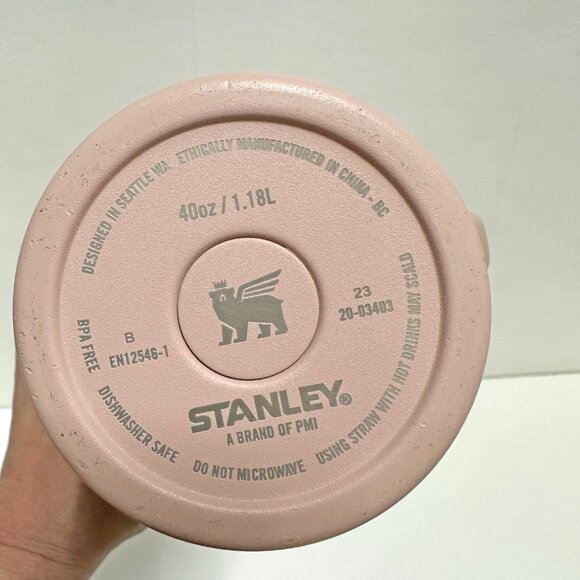 DESIGNED IN SEATTLE WA
ETHICALLY MANUFACTURED IN CHINA - BC
40oz / 1.18L
23
20-03403
B
EN12546-1
STANLEY®
A BRAND OF PMI
BPA FREE
DISHWASHER SAFE
DO NOT MICROWAVE
USING STRAW WITH HOT DRINKS MAY SCALD